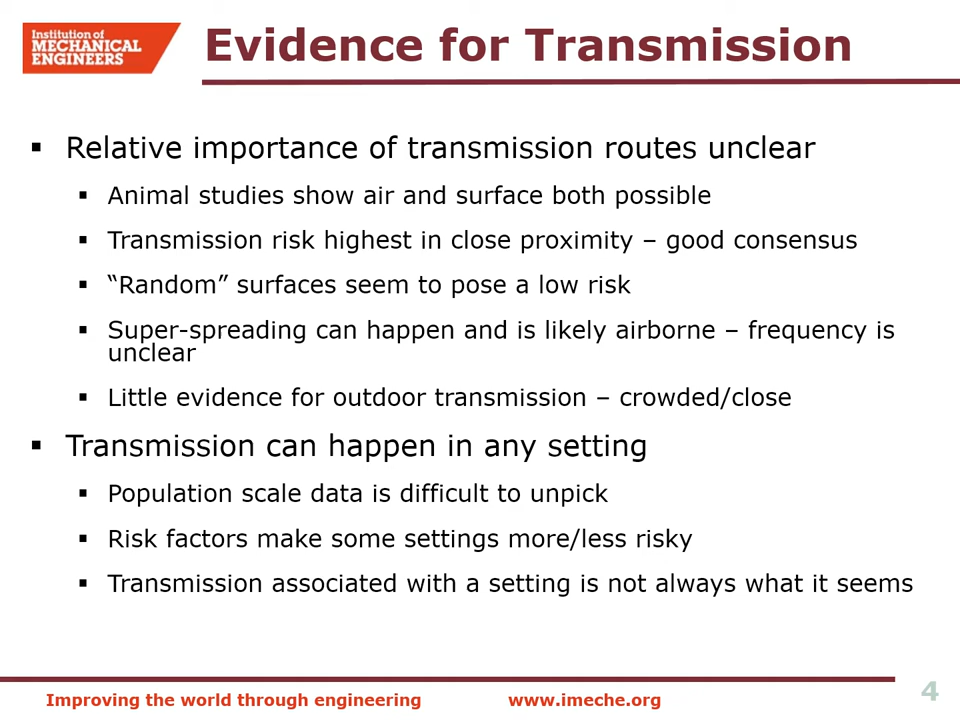 Institution of
MECHANICAL
ENGINEERS
Evidence for Transmission
▪ Relative importance of transmission routes unclear
▪ Animal studies show air and surface both possible
▪ Transmission risk highest in close proximity – good consensus
▪ “Random” surfaces seem to pose a low risk
▪ Super-spreading can happen and is likely airborne – frequency is
unclear
▪ Little evidence for outdoor transmission – crowded/close
▪ Transmission can happen in any setting
▪ Population scale data is difficult to unpick
▪ Risk factors make some settings more/less risky
▪ Transmission associated with a setting is not always what it seems
Improving the world through engineering
www.imeche.org
4